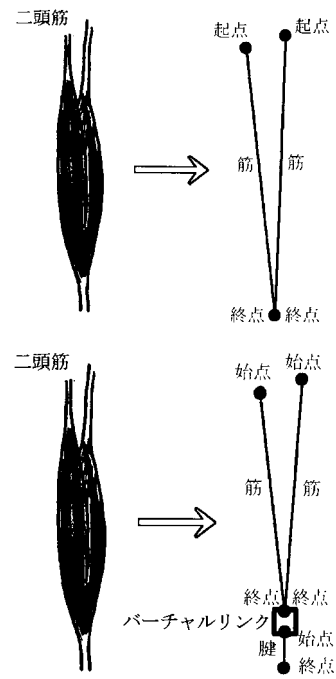 二頭筋
起点 起点
筋 筋
終点 終点
二頭筋
始点 始点
筋 筋
終点 終点
バーチャルリンク
始点
腱
終点